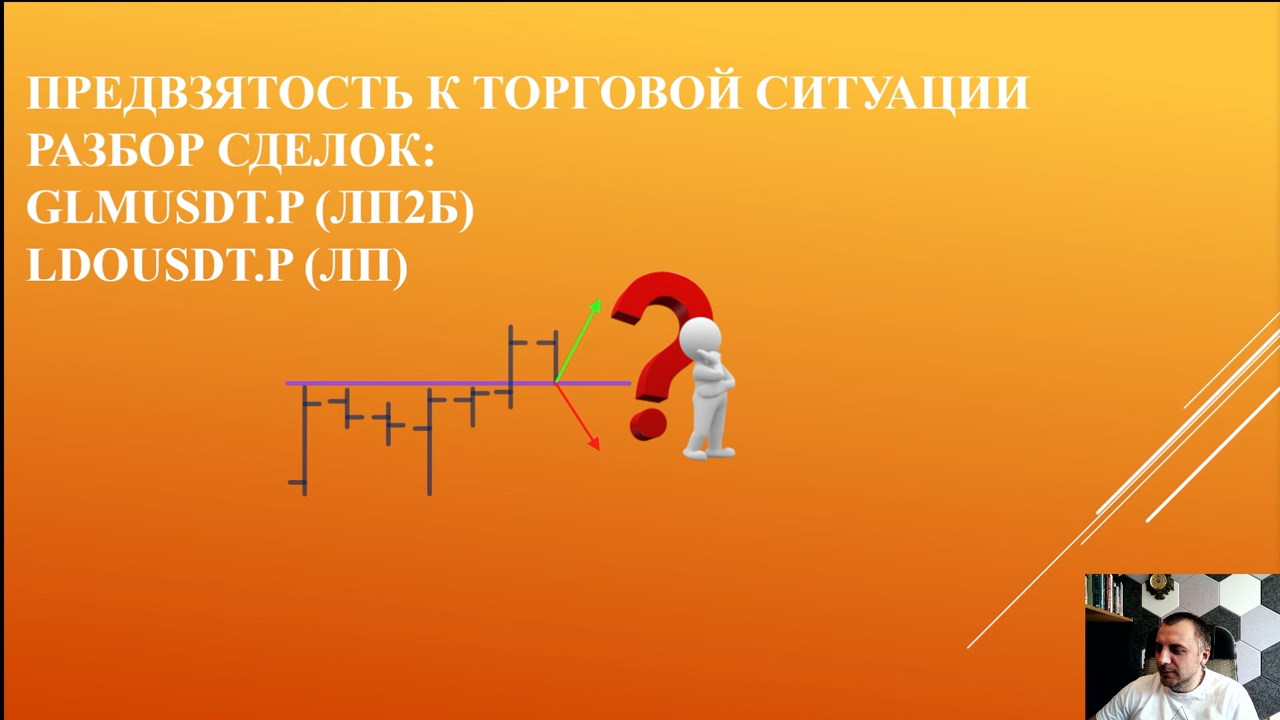 ПРЕДВЗЯТОСТЬ К ТОРГОВОЙ СИТУАЦИИ
РАЗБОР СДЕЛОК:
GLMUSDT.P (ЛП2Б)
LDOUSDT.P (ЛП)